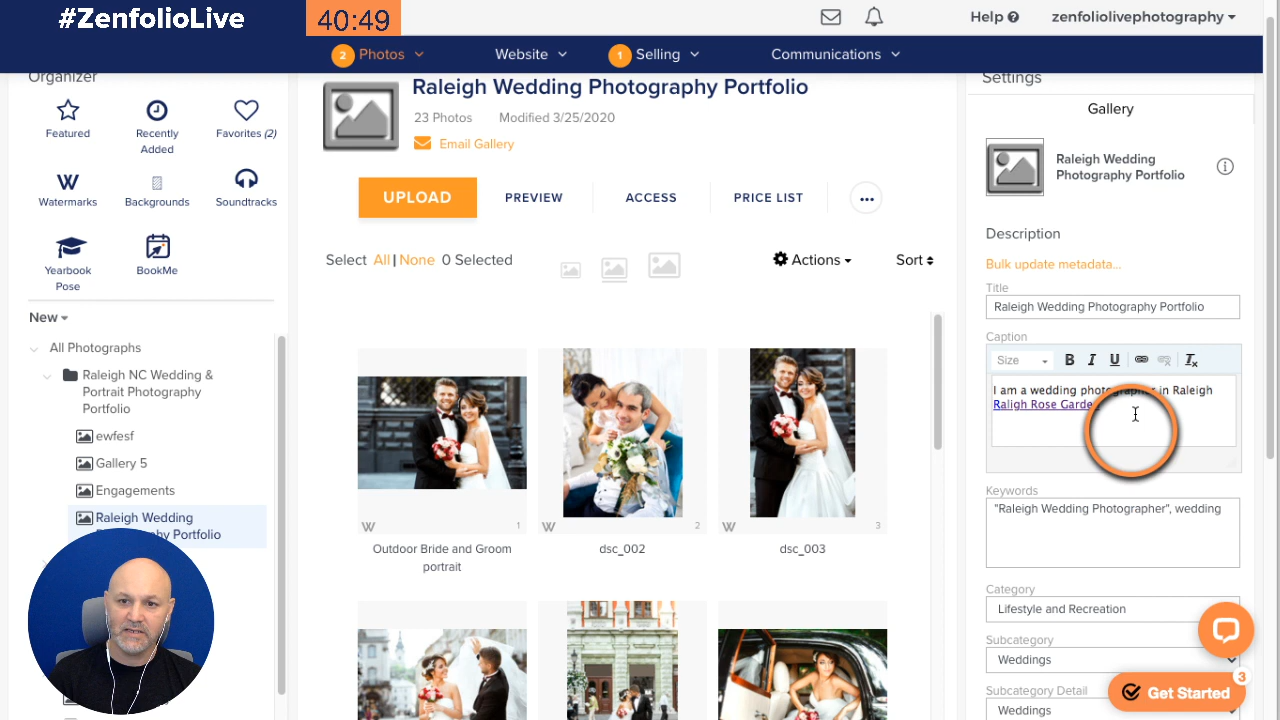 #ZenfolioLive
40:49
Help
zenfoliolivephotography
2 Photos
Website
1 Selling
Communications
Organizer
Featured
Recently
Added
Favorites (2)
Watermarks
Backgrounds
Soundtracks
Yearbook
Pose
BookMe
New
All Photographs
Raleigh NC Wedding &
Portrait Photography
Portfolio
ewfesf
Gallery 5
Engagements
Raleigh Wedding
Portfolio
Raleigh Wedding Photography Portfolio
23 Photos Modified 3/25/2020
Email Gallery
UPLOAD
PREVIEW
ACCESS
PRICE LIST
Select All | None 0 Selected
Actions
Sort
W 1
W 2
W 3
Outdoor Bride and Groom
portrait
dsc_002
dsc_003
Settings
Gallery
Raleigh Wedding
Photography Portfolio
Description
Bulk update metadata...
Title
Raleigh Wedding Photography Portfolio
Caption
Size B I U
I am a wedding photographer in Raleigh
Raligh Rose
Keywords
"Raleigh Wedding Photographer", wedding
Category
Lifestyle and Recreation
Subcategory
Weddings
Subcategory Detail
Weddings
3
Get Started